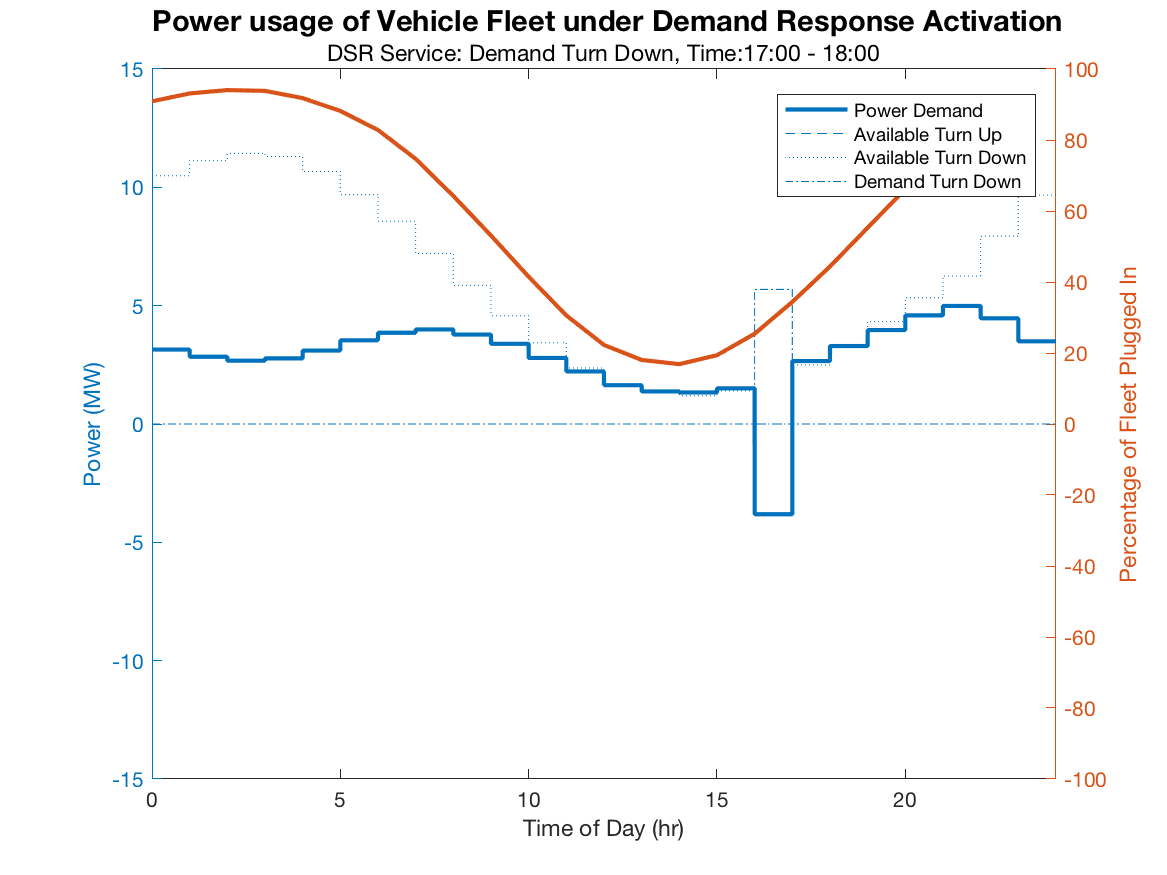 Power usage of Vehicle Fleet under Demand Response Activation
DSR Service: Demand Turn Down, Time:17:00 - 18:00
15
10
5
0
-5
-10
-15
Power (MW)
Power Demand
Available Turn Up
Available Turn Down
Demand Turn Down
100
80
60
40
20
0
-20
-40
-60
-80
-100
Percentage of Fleet Plugged In
0 5 10 15 20
Time of Day (hr)